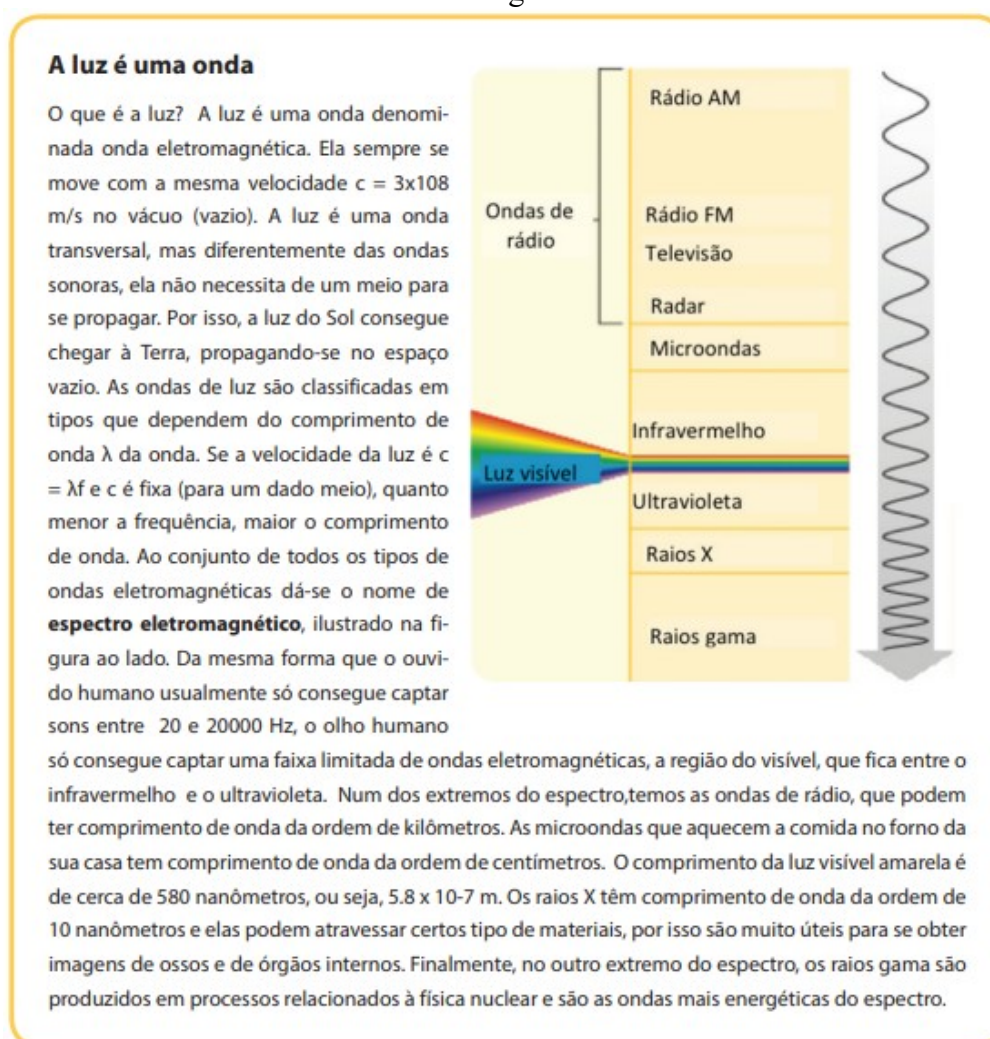 A luz é uma onda
O que é a luz? A luz é uma onda denomi-
nada onda eletromagnética. Ela sempre se
move com a mesma velocidade c = 3x108
m/s no vácuo (vazio). A luz é uma onda
transversal, mas diferentemente das ondas
sonoras, ela não necessita de um meio para
se propagar. Por isso, a luz do Sol consegue
chegar à Terra, propagando-se no espaço
vazio. As ondas de luz são classificadas em
tipos que dependem do comprimento de
onda λ da onda. Se a velocidade da luz é c
= λf e c é fixa (para um dado meio), quanto
menor a frequência, maior o comprimento
de onda. Ao conjunto de todos os tipos de
ondas eletromagnéticas dá-se o nome de
espectro eletromagnético, ilustrado na fi-
gura ao lado. Da mesma forma que o ouvi-
do humano usualmente só consegue captar
sons entre 20 e 20000 Hz, o olho humano
só consegue captar uma faixa limitada de ondas eletromagnéticas, a região do visível, que fica entre o
infravermelho e o ultravioleta. Num dos extremos do espectro,temos as ondas de rádio, que podem
ter comprimento de onda da ordem de kilômetros. As microondas que aquecem a comida no forno da
sua casa tem comprimento de onda da ordem de centímetros. O comprimento da luz visível amarela é
de cerca de 580 nanômetros, ou seja, 5.8 x 10-7 m. Os raios X têm comprimento de onda da ordem de
10 nanômetros e elas podem atravessar certos tipo de materiais, por isso são muito úteis para se obter
imagens de ossos e de órgãos internos. Finalmente, no outro extremo do espectro, os raios gama são
produzidos em processos relacionados à física nuclear e são as ondas mais energéticas do espectro.
Ondas de
rádio
Rádio AM
Rádio FM
Televisão
Radar
Microondas
Infravermelho
Luz visível
Ultravioleta
Raios X
Raios gama